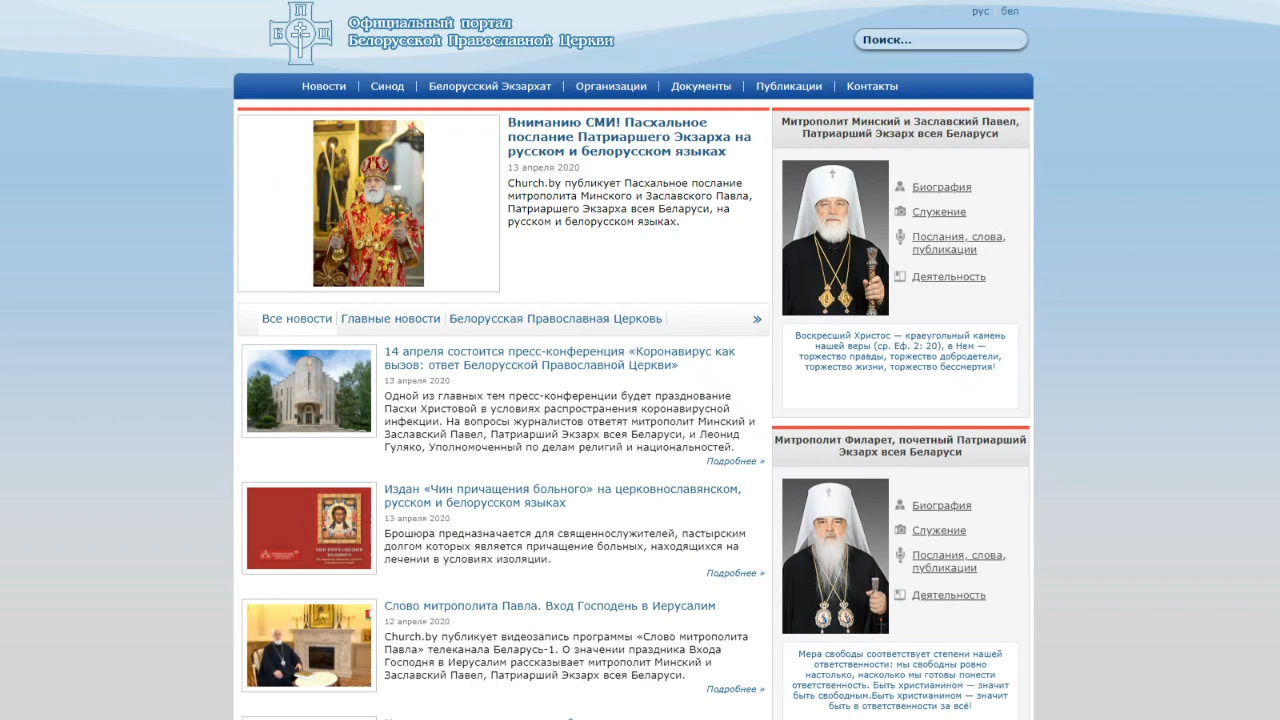 БПЦ
Официальный портал
Белорусской Православной Церкви
рус бел
Поиск...
Новости Синод Белорусский Экзархат Организации Документы Публикации Контакты
Вниманию СМИ! Пасхальное
послание Патриаршего Экзарха на
русском и белорусском языках
13 апреля 2020
Church.by публикует Пасхальное послание
митрополита Минского и Заславского Павла,
Патриаршего Экзарха всея Беларуси, на
русском и белорусском языках.
Все новости Главные новости Белорусская Православная Церковь »
14 апреля состоится пресс-конференция «Коронавирус как
вызов: ответ Белорусской Православной Церкви»
13 апреля 2020
Одной из главных тем пресс-конференции будет празднование
Пасхи Христовой в условиях распространения коронавирусной
инфекции. На вопросы журналистов ответят митрополит Минский и
Заславский Павел, Патриарший Экзарх всея Беларуси, и Леонид
Гуляко, Уполномоченный по делам религий и национальностей.
Подробнее »
ЧИН ПРИЧАЩЕНИЯ
БОЛЬНОГО
Издан «Чин причащения больного» на церковнославянском,
русском и белорусском языках
13 апреля 2020
Брошюра предназначается для священнослужителей, пастырским
долгом которых является причащение больных, находящихся на
лечении в условиях изоляции.
Подробнее »
Слово митрополита Павла. Вход Господень в Иерусалим
12 апреля 2020
Church.by публикует видеозапись программы «Слово митрополита
Павла» телеканала Беларусь-1. О значении праздника Входа
Господня в Иерусалим рассказывает митрополит Минский и
Заславский Павел, Патриарший Экзарх всея Беларуси.
Подробнее »
Митрополит Минский и Заславский Павел,
Патриарший Экзарх всея Беларуси
Биография
Служение
Послания, слова,
публикации
Деятельность
Воскресший Христос — краеугольный камень
нашей веры (ср. Еф. 2: 20), в Нем —
торжество правды, торжество добродетели,
торжество жизни, торжество бессмертия!
Митрополит Филарет, почетный Патриарший
Экзарх всея Беларуси
Биография
Служение
Послания, слова,
публикации
Деятельность
Мера свободы соответствует степени нашей
ответственности: мы свободны ровно
настолько, насколько мы готовы понести
ответственность. Быть христианином — значит
быть свободным.Быть христианином — значит
быть в ответственности за всё!